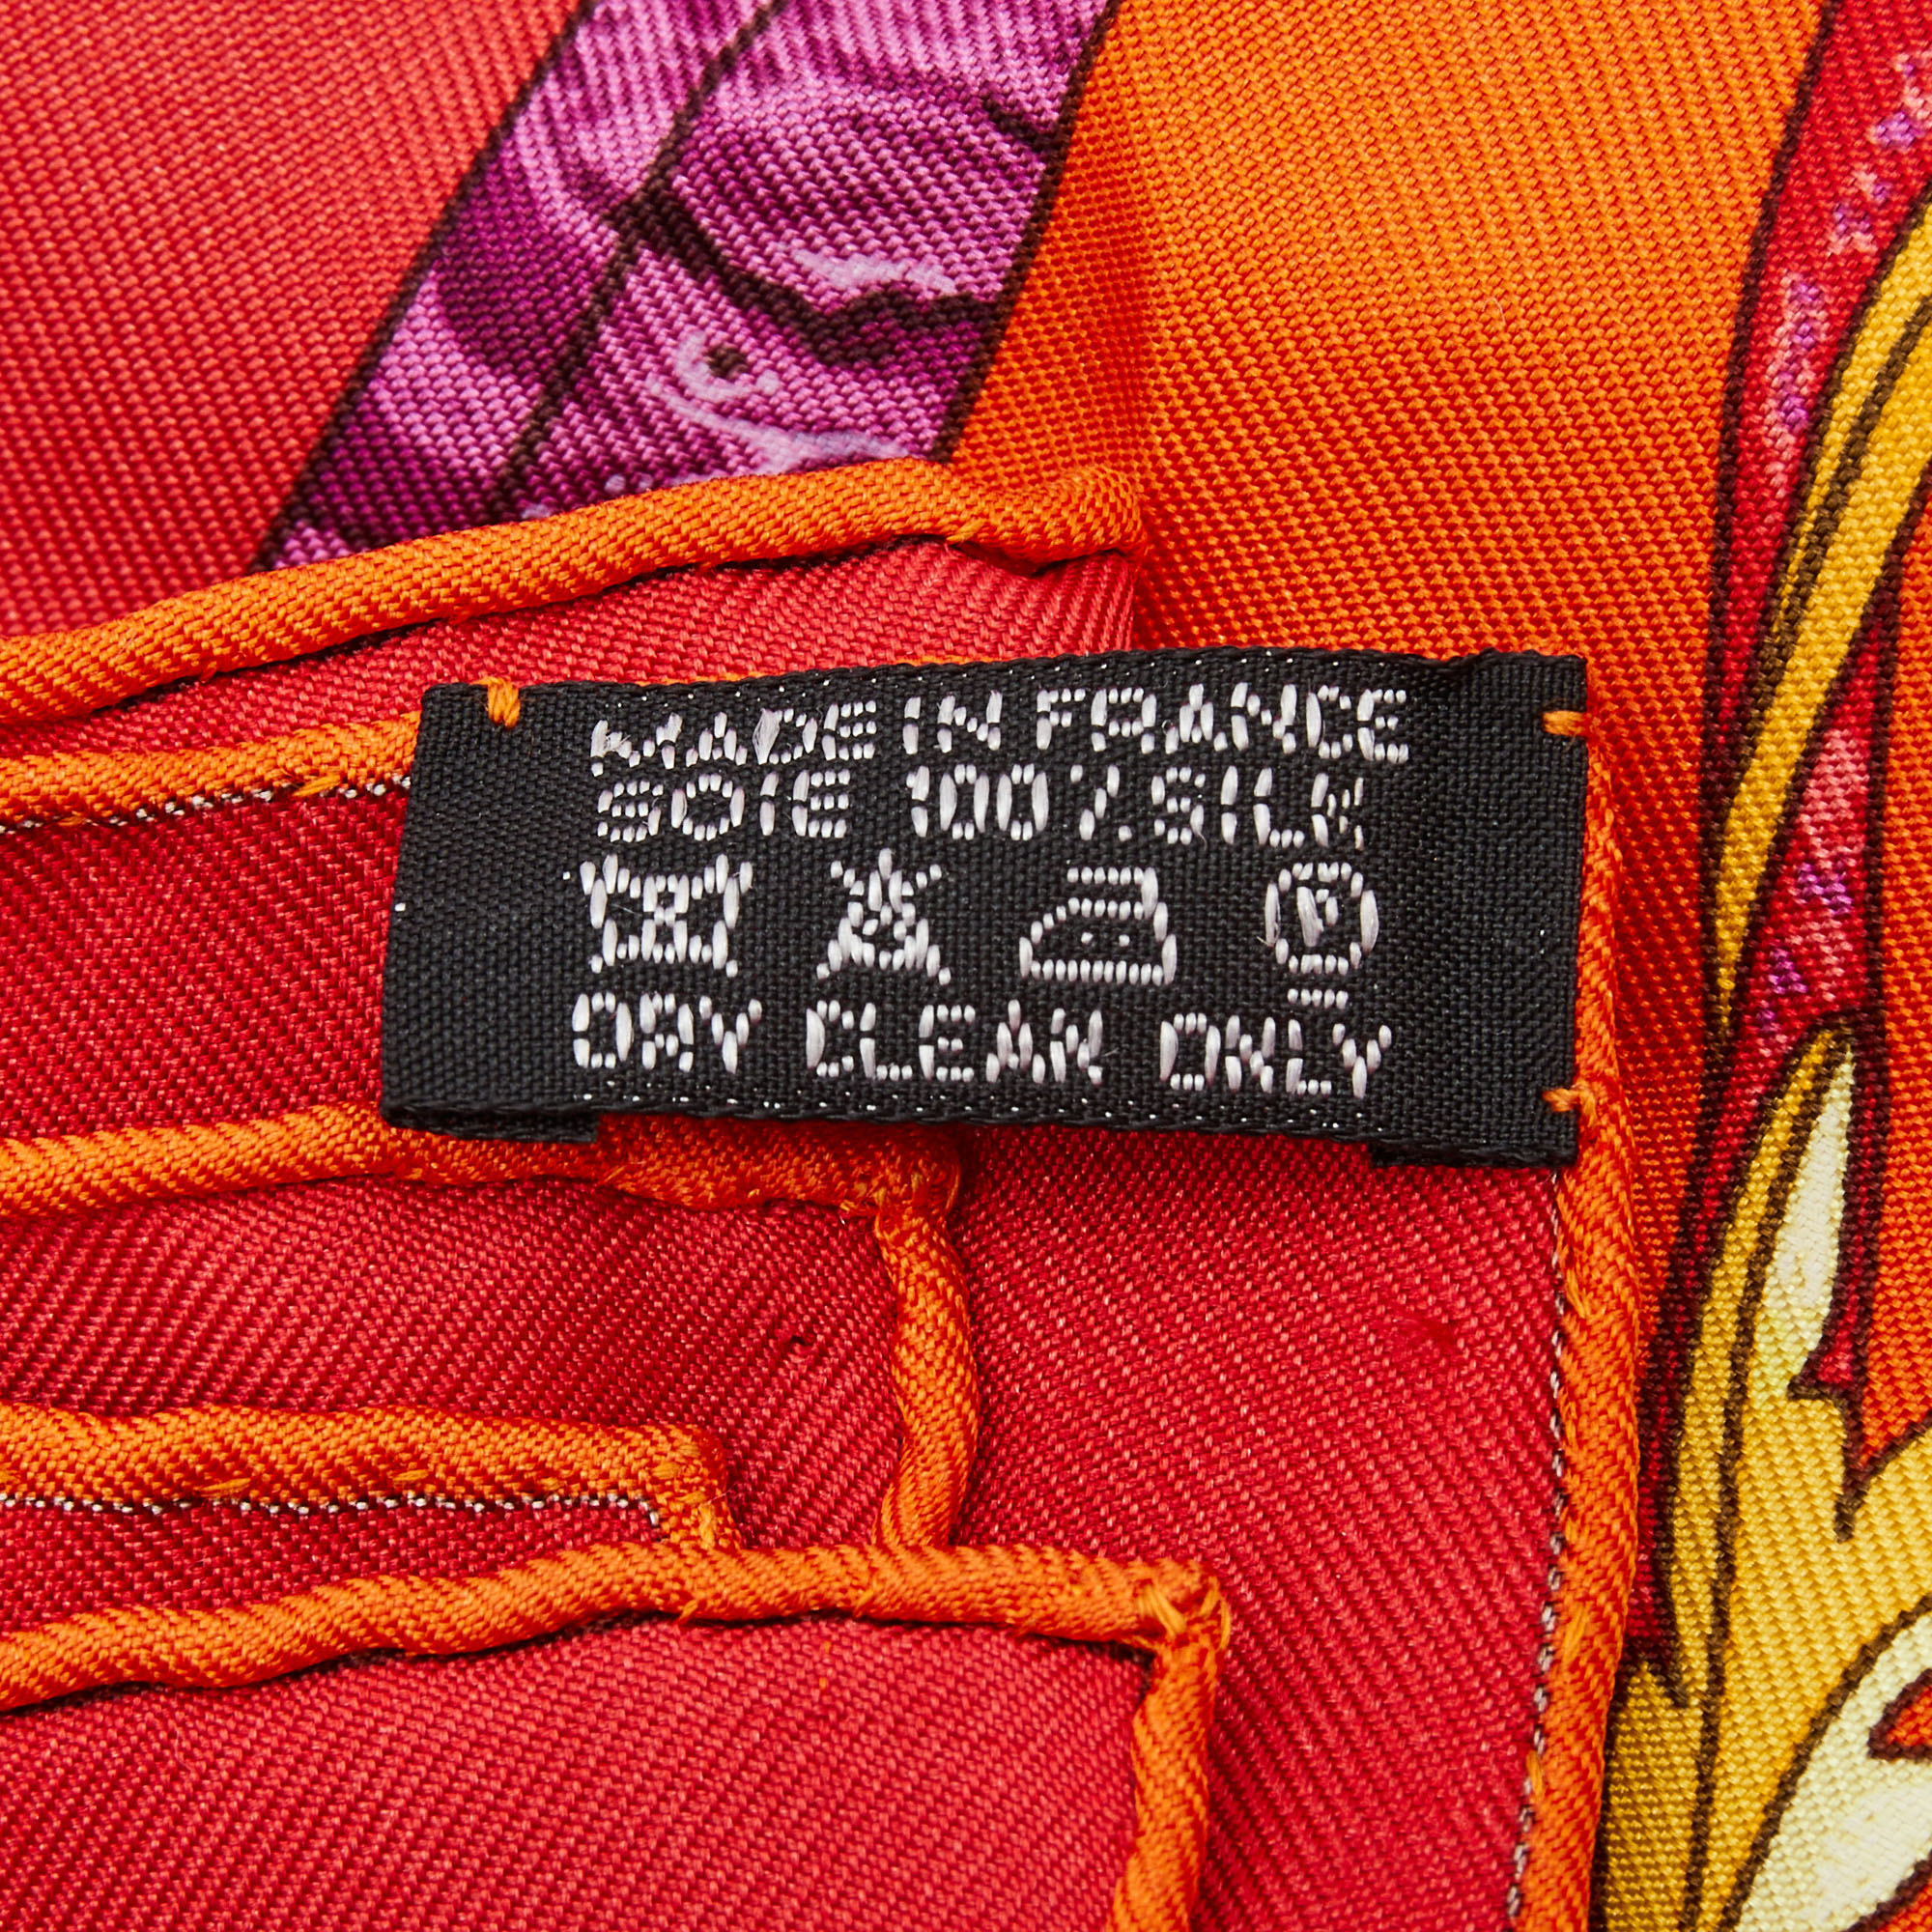 MADE IN FRANCE
SOIE 100% SILK
DRY CLEAN ONLY